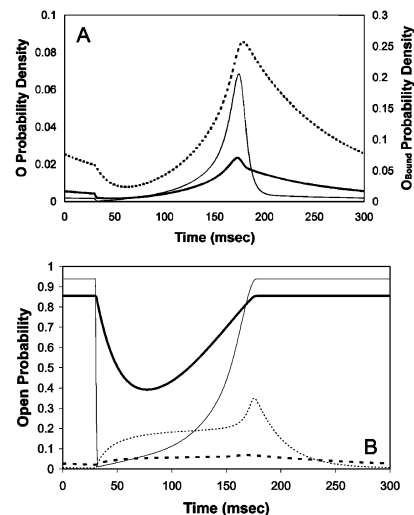 A
O Probability Density
0.1
0.08
0.06
0.04
0.02
0
0.3
0.25
0.2
0.15
0.1
0.05
0
OBound Probability Density
0 50 100 150 200 250 300
Time (msec)
Open Probability
1
0.9
0.8
0.7
0.6
0.5
0.4
0.3
0.2
0.1
0
B
0 50 100 150 200 250 300
Time (msec)